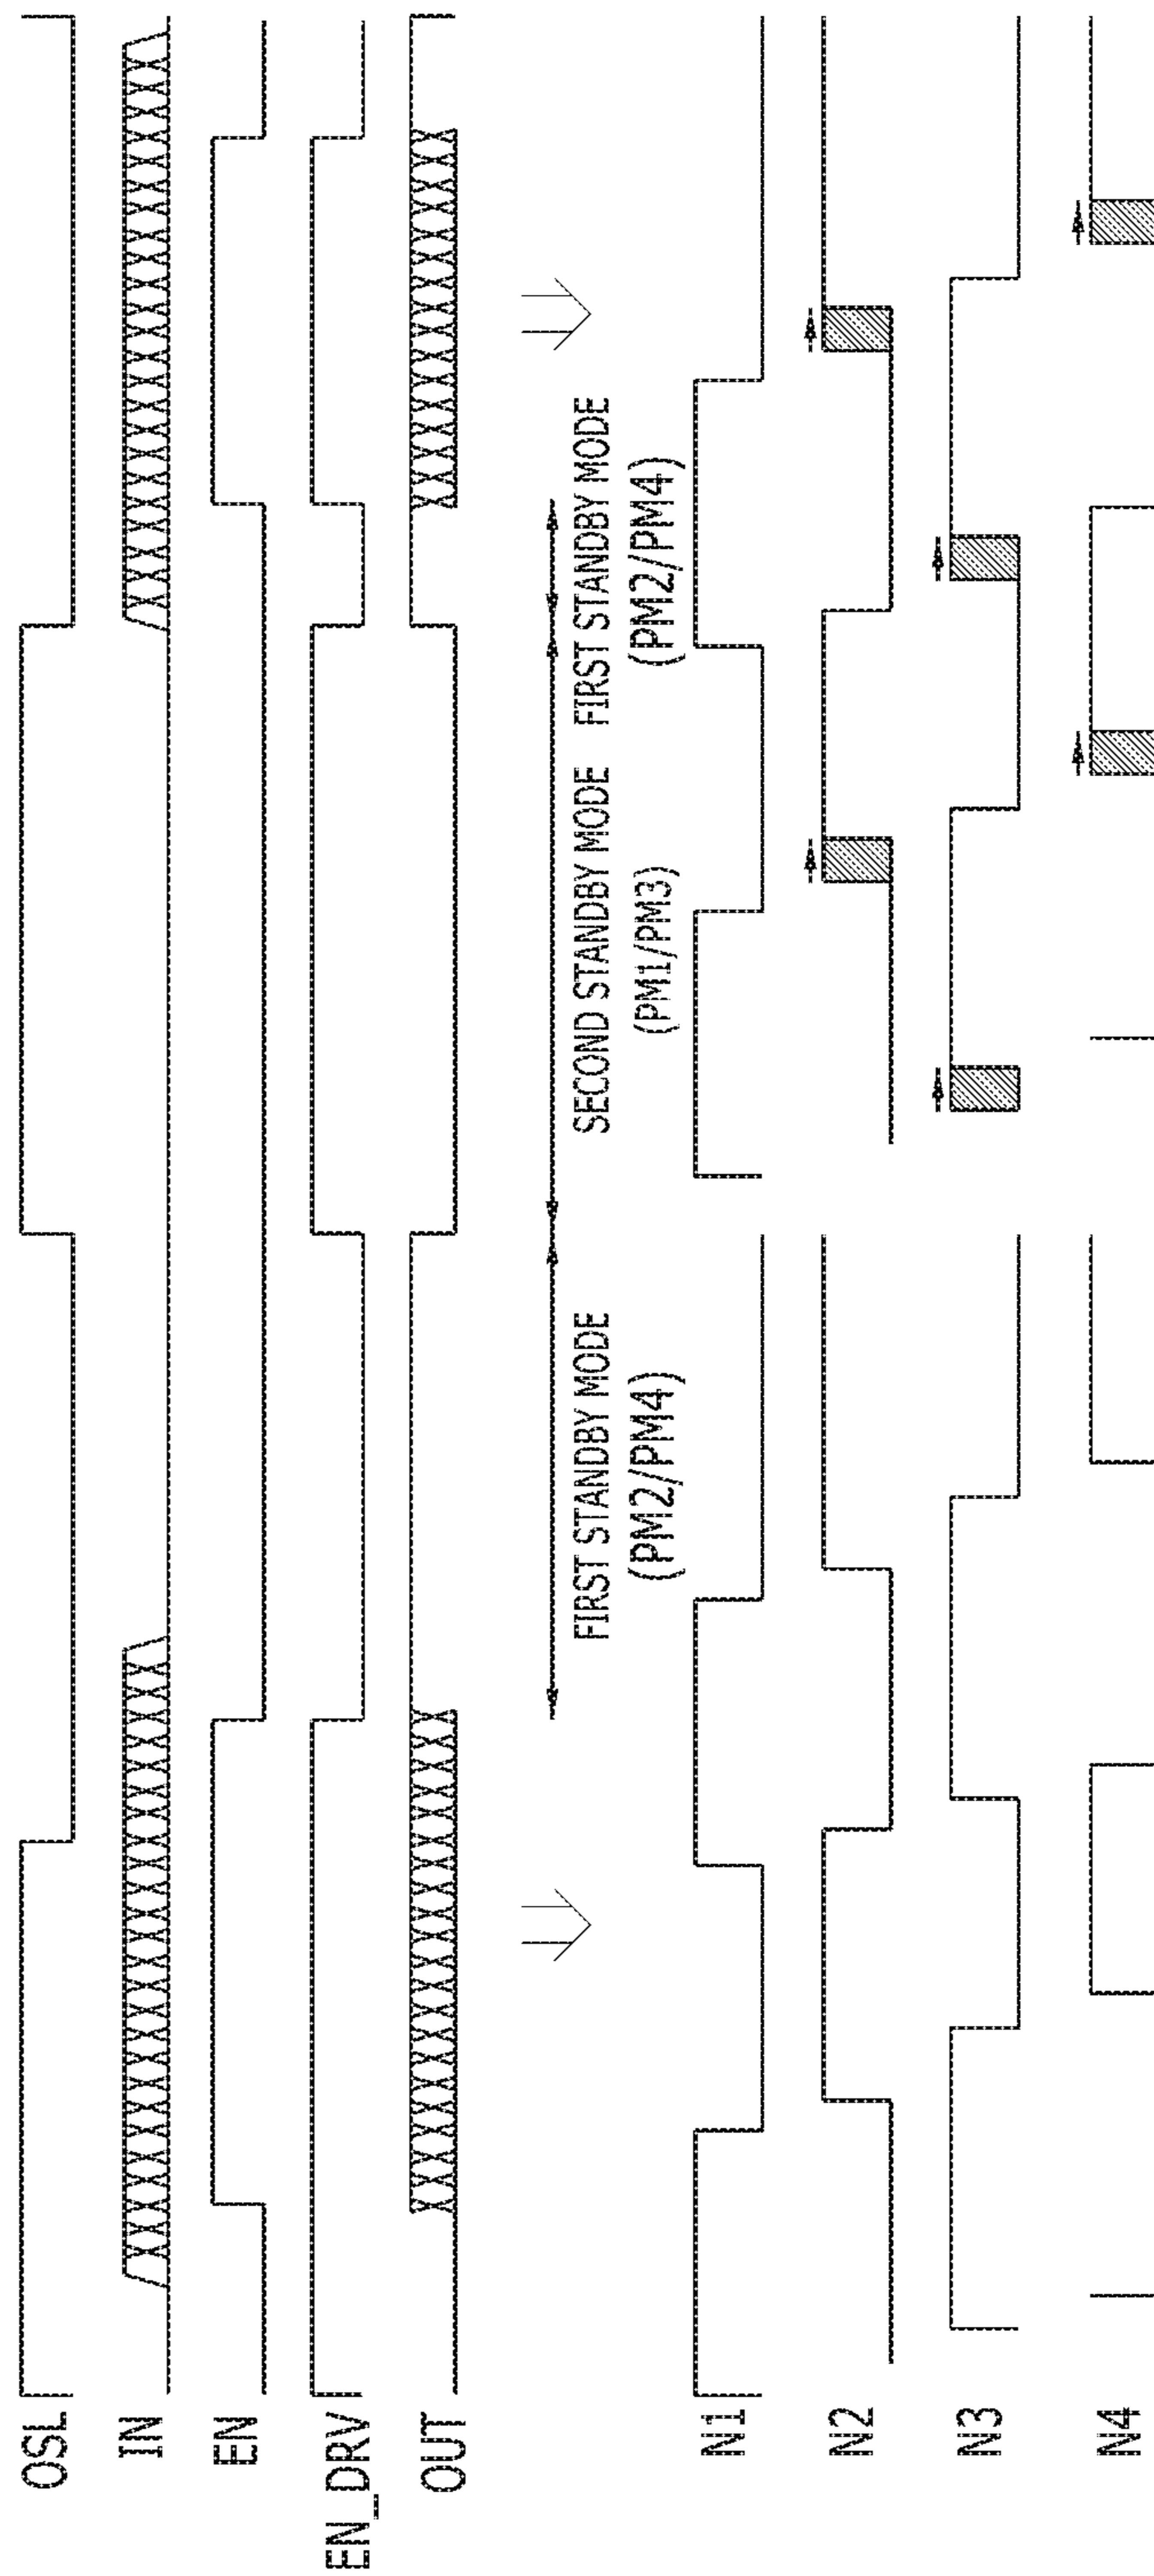 OSL
IN
EN
EN_DRV
OUT
FIRST STANDBY MODE
(PM2/PM4)
SECOND STANDBY MODE
(PM1/PM3)
FIRST STANDBY MODE
(PM2/PM4)
N1
N2
N3
N4